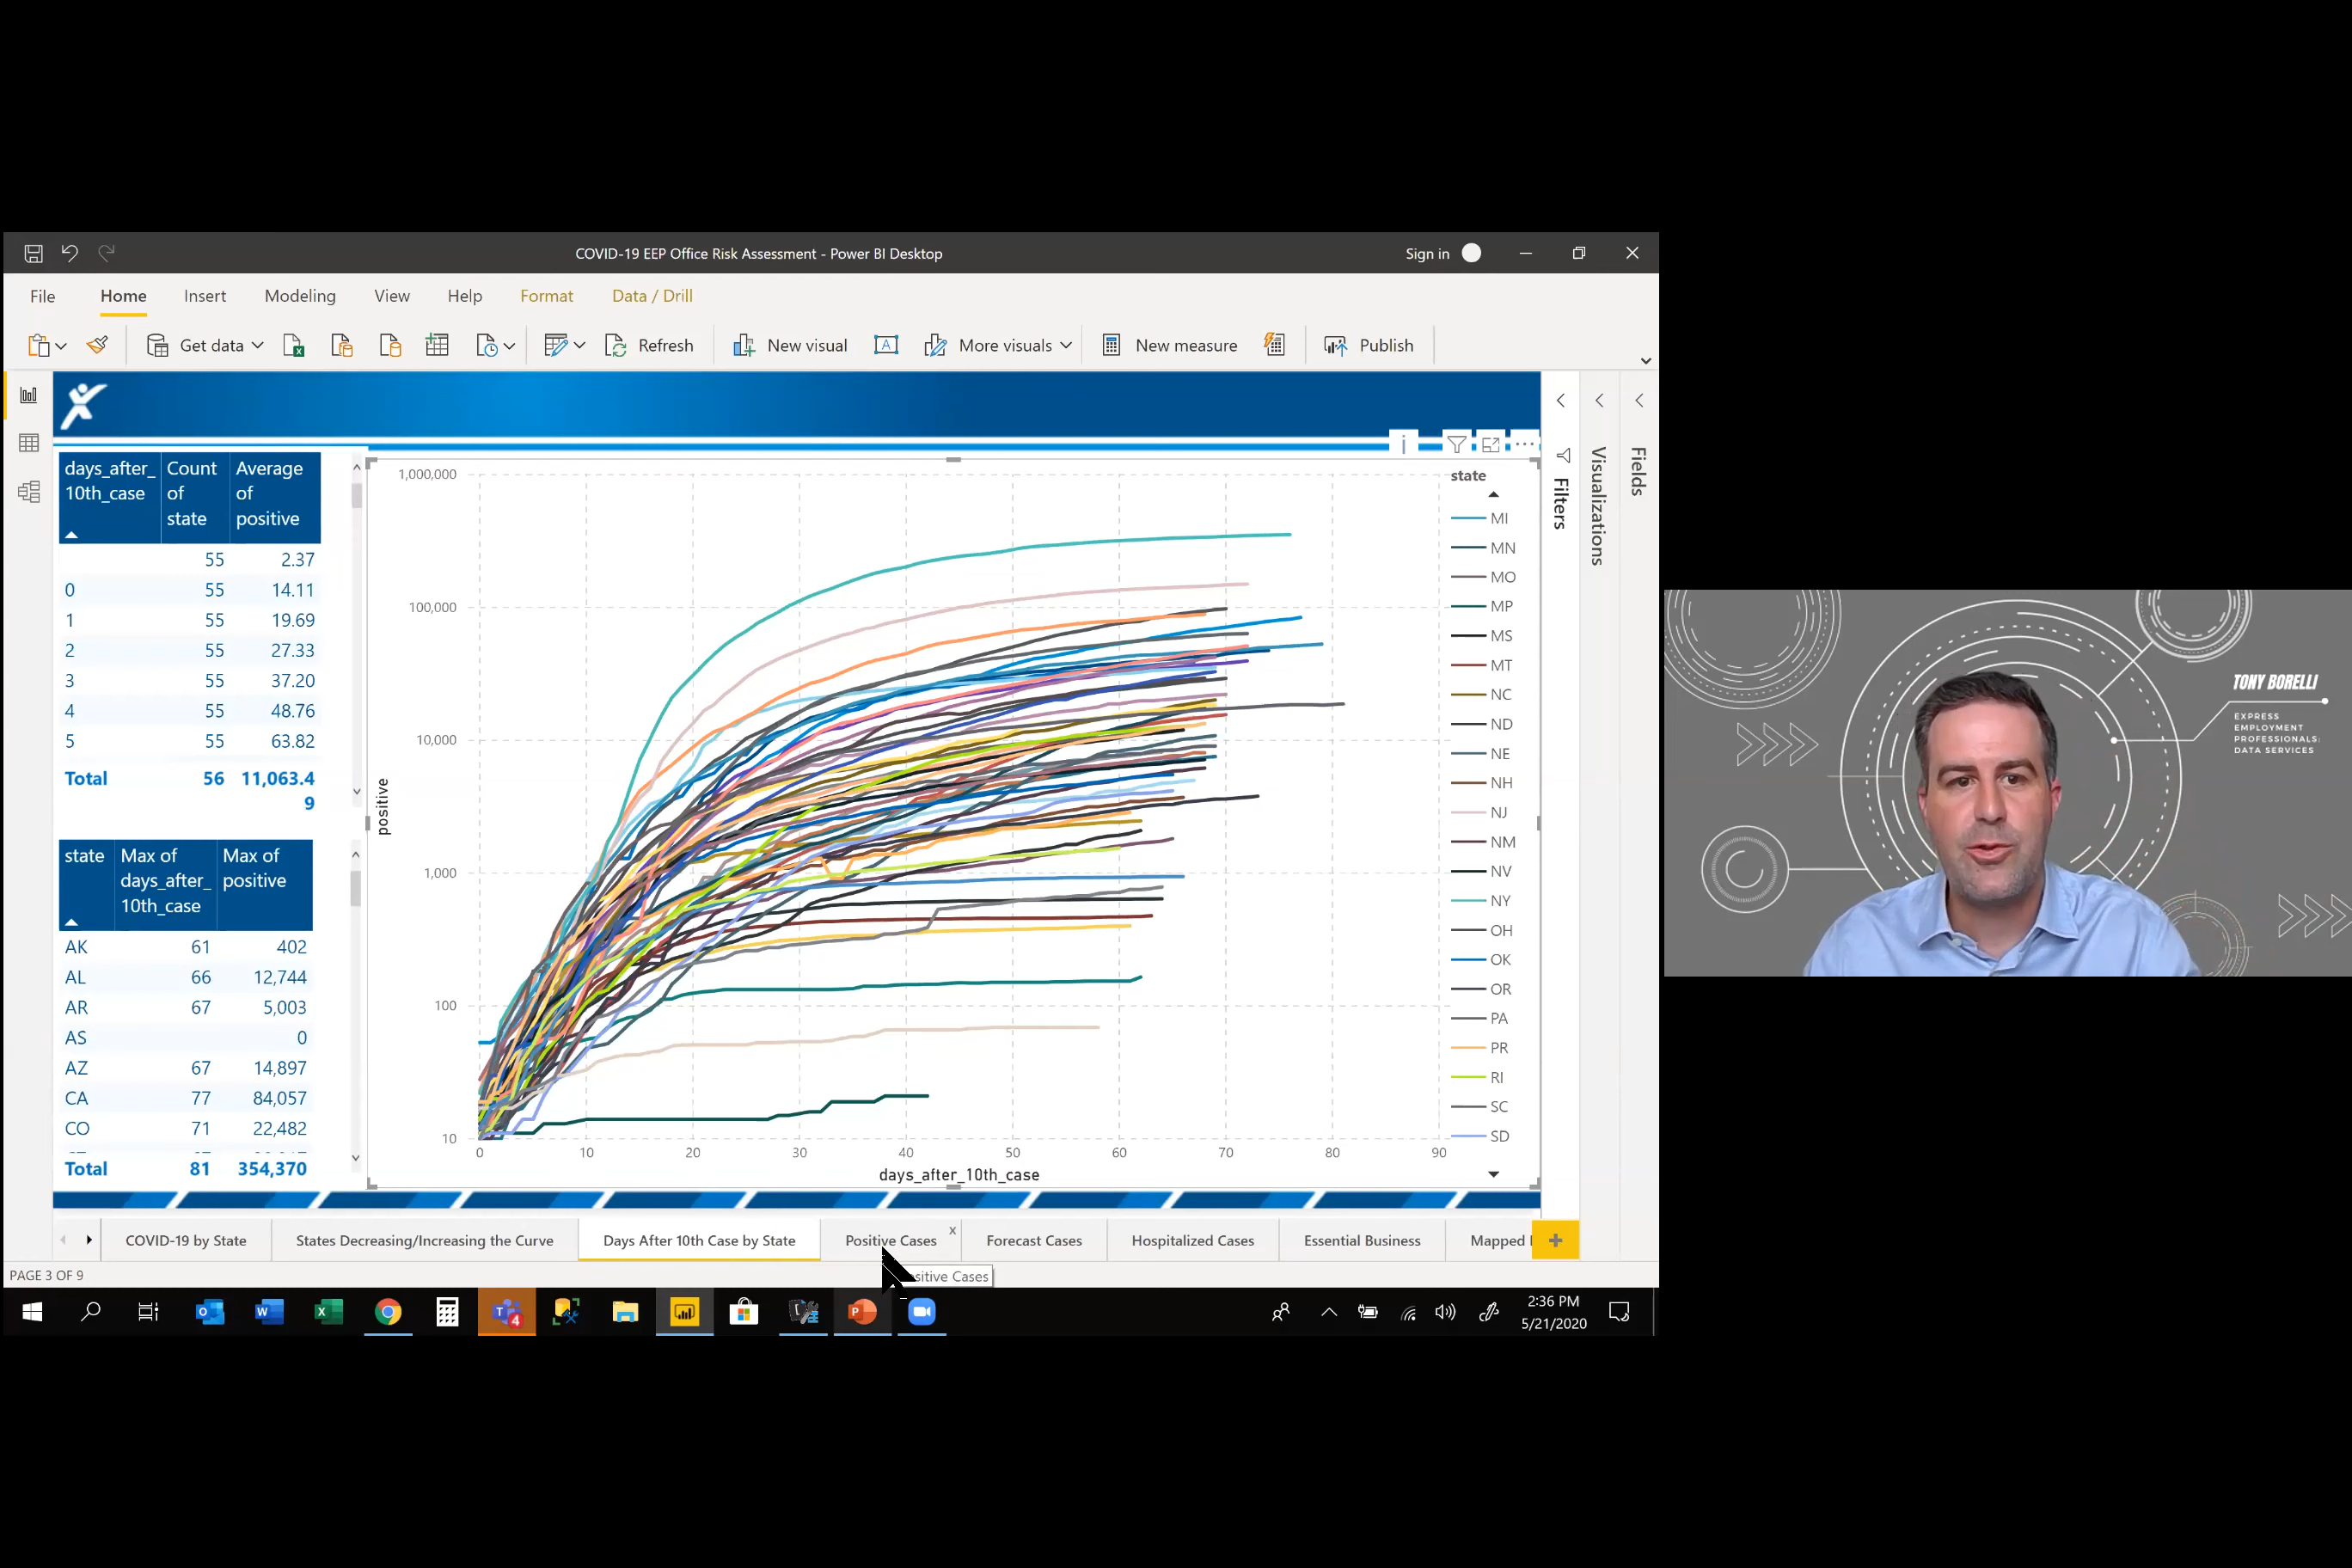 COVID-19 EEP Office Risk Assessment - Power BI Desktop
Sign in
File Home Insert Modeling View Help Format Data / Drill
Get data Refresh New visual A More visuals New measure Publish
days_after_10th_case Count of state Average of positive
55 2.37
0 55 14.11
1 55 19.69
2 55 27.33
3 55 37.20
4 55 48.76
5 55 63.82
Total 56 11,063.49
state Max of days_after_10th_case Max of positive
AK 61 402
AL 66 12,744
AR 67 5,003
AS 0
AZ 67 14,897
CA 77 84,057
CO 71 22,482
Total 81 354,370
positive
1,000,000
100,000
10,000
1,000
100
10
0 10 20 30 40 50 60 70 80 90
days_after_10th_case
state
MI
MN
MO
MP
MS
MT
NC
ND
NE
NH
NJ
NM
NV
NY
OH
OK
OR
PA
PR
RI
SC
SD
Filters
Visualizations
Fields
COVID-19 by State States Decreasing/Increasing the Curve Days After 10th Case by State Positive Cases x Forecast Cases Hospitalized Cases Essential Business Mapped
sitive Cases
PAGE 3 OF 9
4
2:36 PM
5/21/2020
TONY BORELLI
EXPRESS
EMPLOYMENT
PROFESSIONALS:
DATA SERVICES